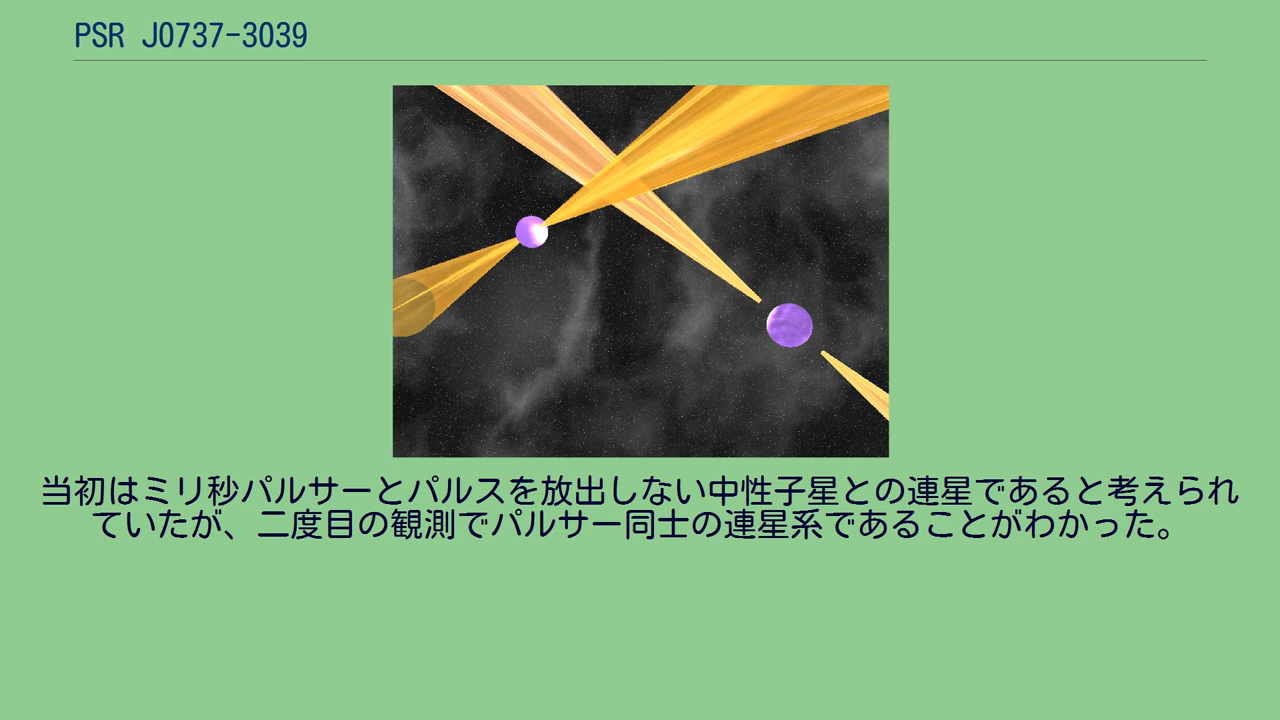 PSR J0737-3039
当初はミリ秒パルサーとパルスを放出しない中性子星との連星であると考えられ
ていたが、二度目の観測でパルサー同士の連星系であることがわかった。